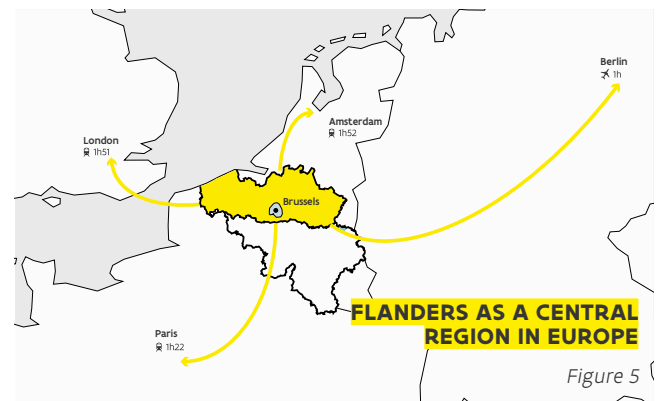 Berlin
1h
Amsterdam
1h52
London
1h51
Brussels
Paris
1h22
FLANDERS AS A CENTRAL
REGION IN EUROPE
Figure 5